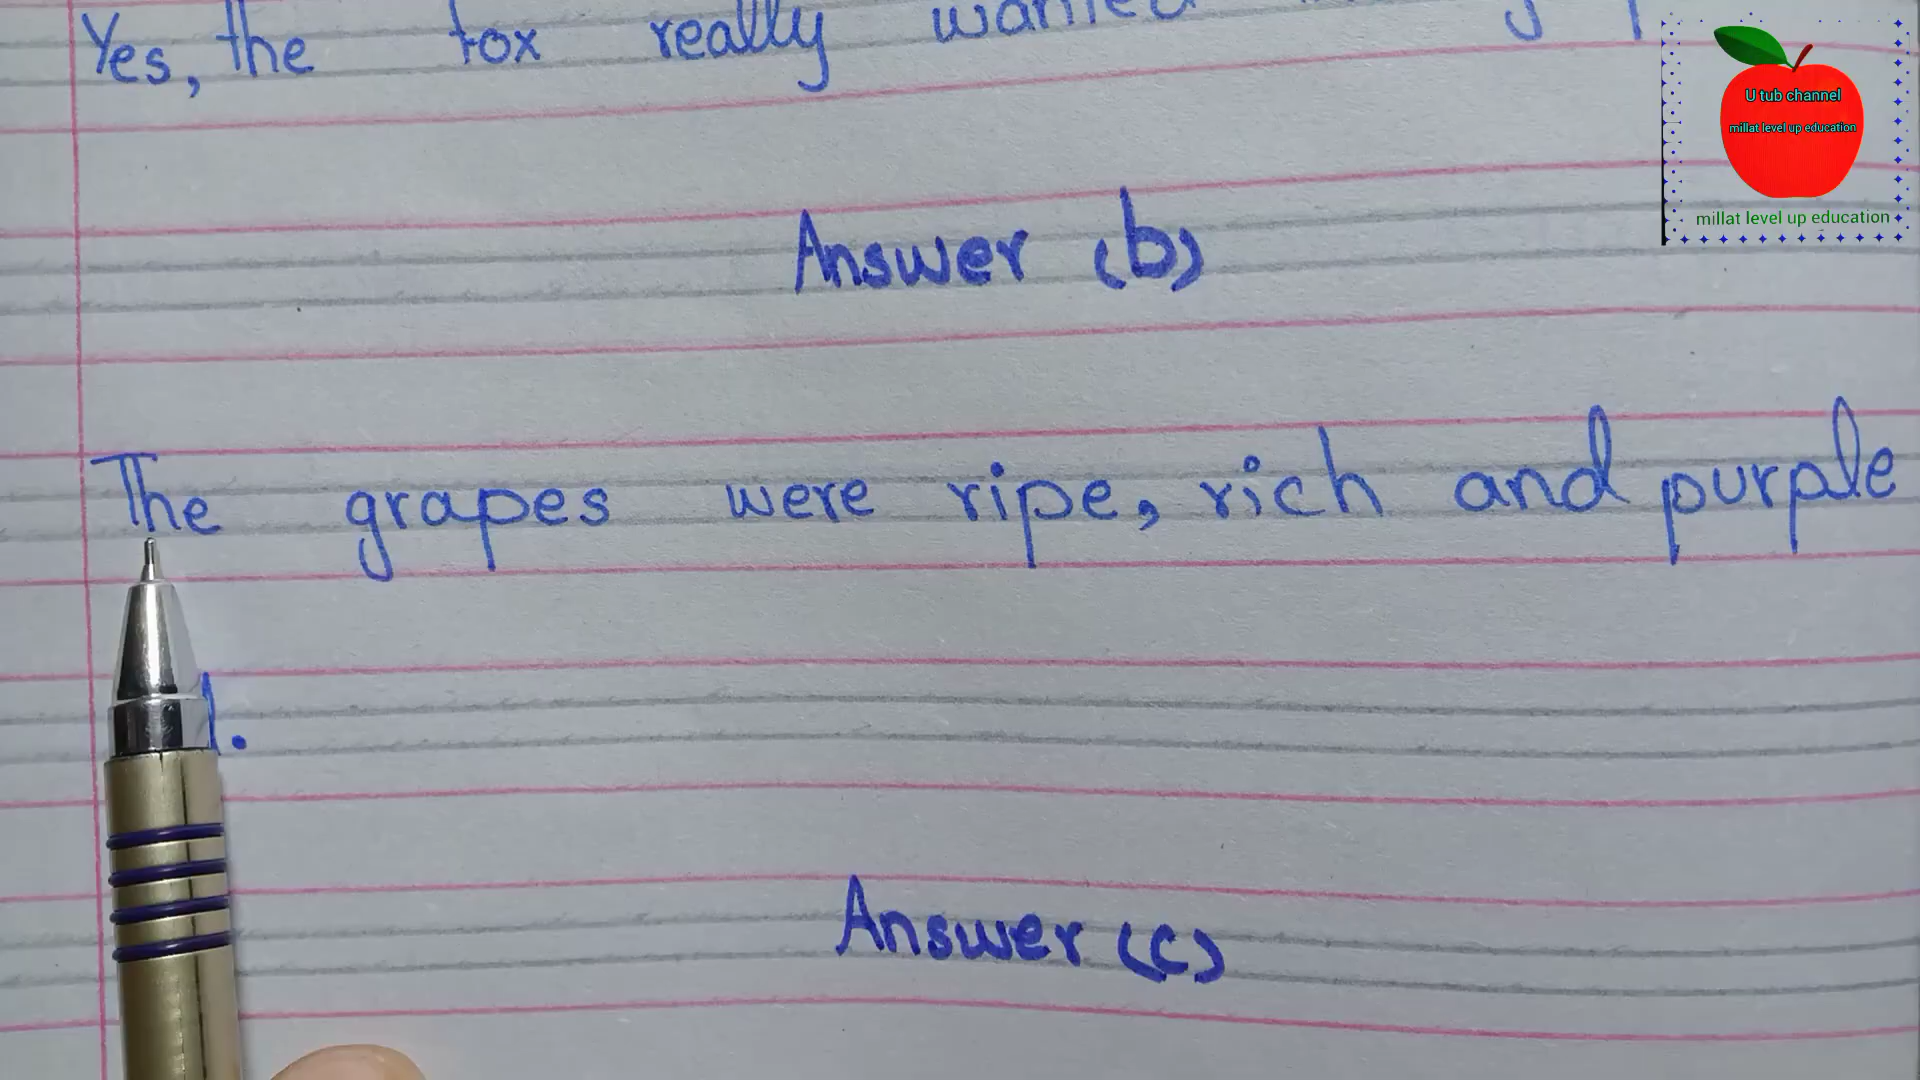 Yes, the fox really wanted
U tub channel
millat level up education
millat level up education
Answer (b)
The grapes were ripe, rich and purple
Answer (c)